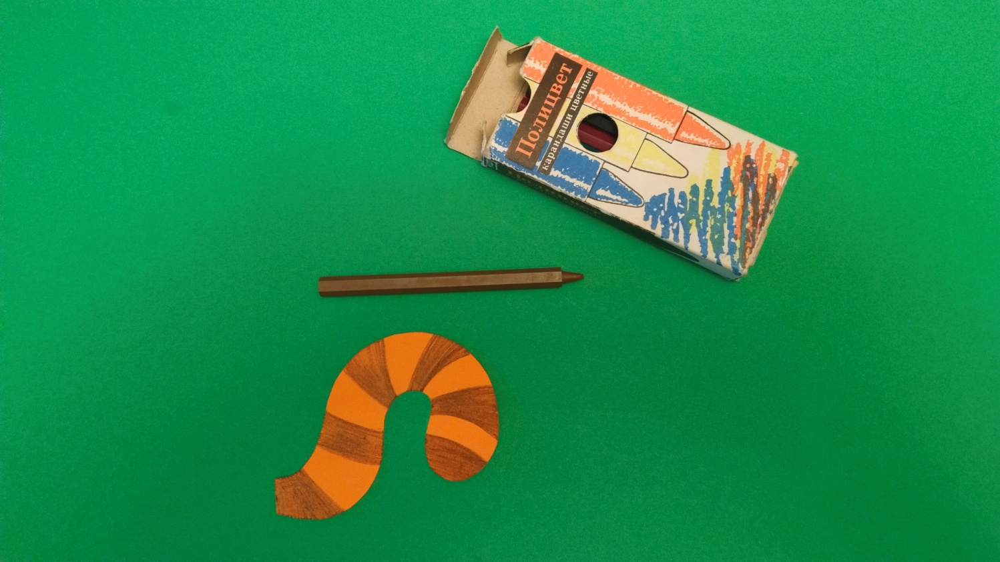 Полицвет
карандаши цветные